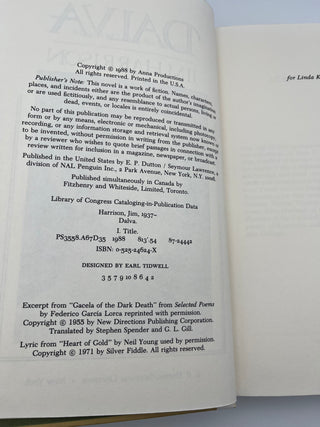 Copyright © 1988 by Anna Productions
All rights reserved. Printed in the U.S.A.
Publisher's Note: This novel is a work of fiction. Names, characters,
places, and incidents either are the product of the author's imagination
or are used fictitiously, and any resemblance to actual persons, living or
dead, events, or locales is entirely coincidental.
No part of this publication may be reproduced or transmitted in any
form or by any means, electronic or mechanical, including photocopy,
recording, or any information storage and retrieval system now known or
to be invented, without permission in writing from the publisher, except
by a reviewer who wishes to quote brief passages in connection with a
review written for inclusion in a magazine, newspaper, or broadcast.
Published in the United States by E. P. Dutton / Seymour Lawrence, a
division of NAL Penguin Inc., 2 Park Avenue, New York, N.Y. 10016.
Published simultaneously in Canada by
Fitzhenry and Whiteside, Limited, Toronto.
Library of Congress Cataloging-in-Publication Data
Harrison, Jim, 1937–
Dalva.
I. Title.
PS3558.A67D35 1988 813'.54 87-24442
ISBN: 0-525-24624-X
DESIGNED BY EARL TIDWELL
3 5 7 9 10 8 6 4 2
Excerpt from "Gacela of the Dark Death" from Selected Poems
by Federico García Lorca reprinted with permission.
Copyright © 1955 by New Directions Publishing Corporation.
Translated by Stephen Spender and G. L. Gill.
Lyric from "Heart of Gold" by Neil Young used by permission.
Copyright © 1971 by Silver Fiddle. All rights reserved.
for Linda K
DALVA